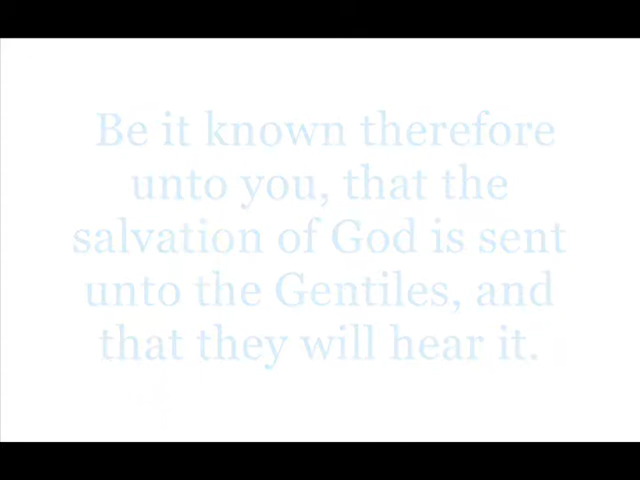 Be it known therefore
unto you, that the
salvation of God is sent
unto the Gentiles, and
that they will hear it.